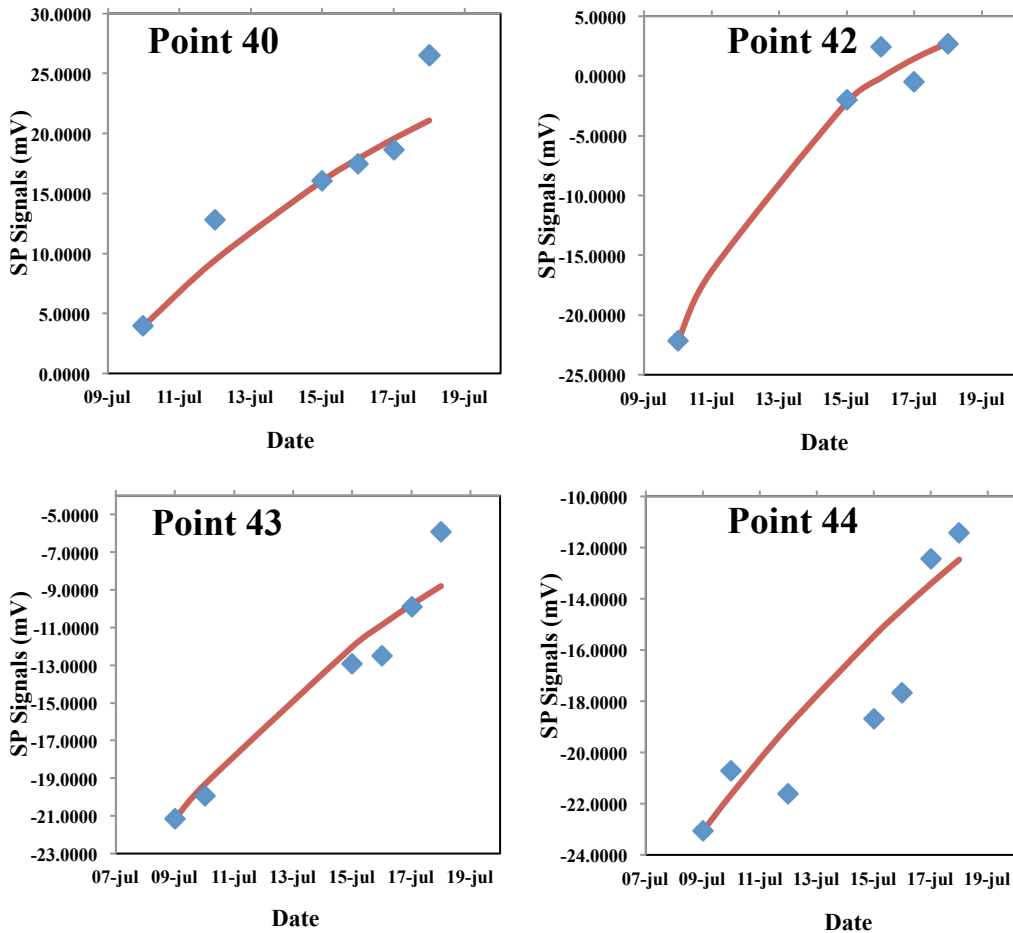 Point 40
SP Signals (mV)
30.0000
25.0000
20.0000
15.0000
10.0000
5.0000
0.0000
09-jul 11-jul 13-jul 15-jul 17-jul 19-jul
Date
Point 42
SP Signals (mV)
5.0000
0.0000
-5.0000
-10.0000
-15.0000
-20.0000
-25.0000
09-jul 11-jul 13-jul 15-jul 17-jul 19-jul
Date
Point 43
SP Signals (mV)
-5.0000
-7.0000
-9.0000
-11.0000
-13.0000
-15.0000
-17.0000
-19.0000
-21.0000
-23.0000
07-jul 09-jul 11-jul 13-jul 15-jul 17-jul 19-jul
Date
Point 44
SP Signals (mV)
-10.0000
-12.0000
-14.0000
-16.0000
-18.0000
-20.0000
-22.0000
-24.0000
07-jul 09-jul 11-jul 13-jul 15-jul 17-jul 19-jul
Date